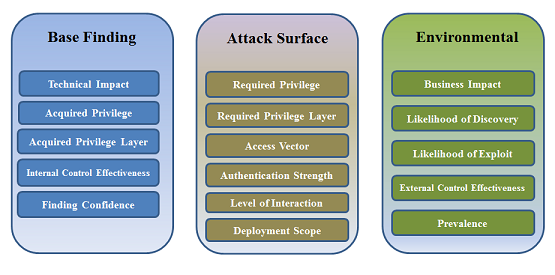 Base Finding
Technical Impact
Acquired Privilege
Acquired Privilege Layer
Internal Control Effectiveness
Finding Confidence
Attack Surface
Required Privilege
Required Privilege Layer
Access Vector
Authentication Strength
Level of Interaction
Deployment Scope
Environmental
Business Impact
Likelihood of Discovery
Likelihood of Exploit
External Control Effectiveness
Prevalence